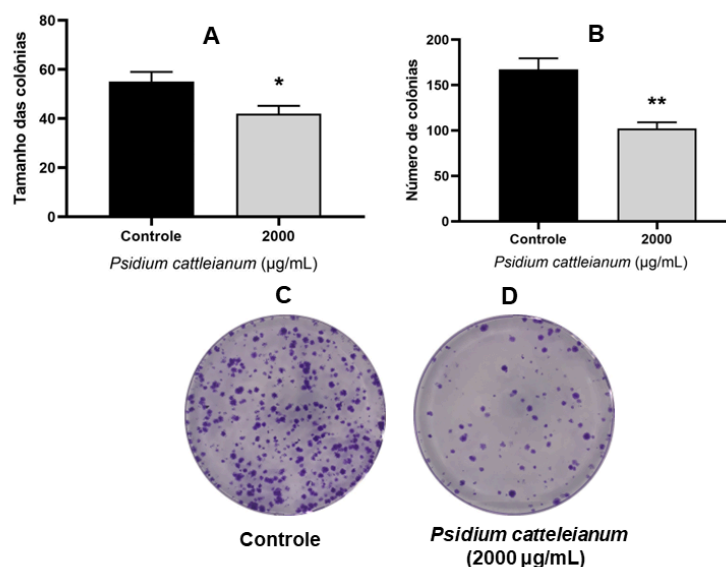 A
Tamanho das colônias
80
60
40
20
0
*
Controle
2000
Psidium cattleianum (µg/mL)
B
Número de colônias
200
150
100
50
0
**
Controle
2000
Psidium cattleianum (µg/mL)
C
Controle
D
Psidium catteleianum
(2000 µg/mL)